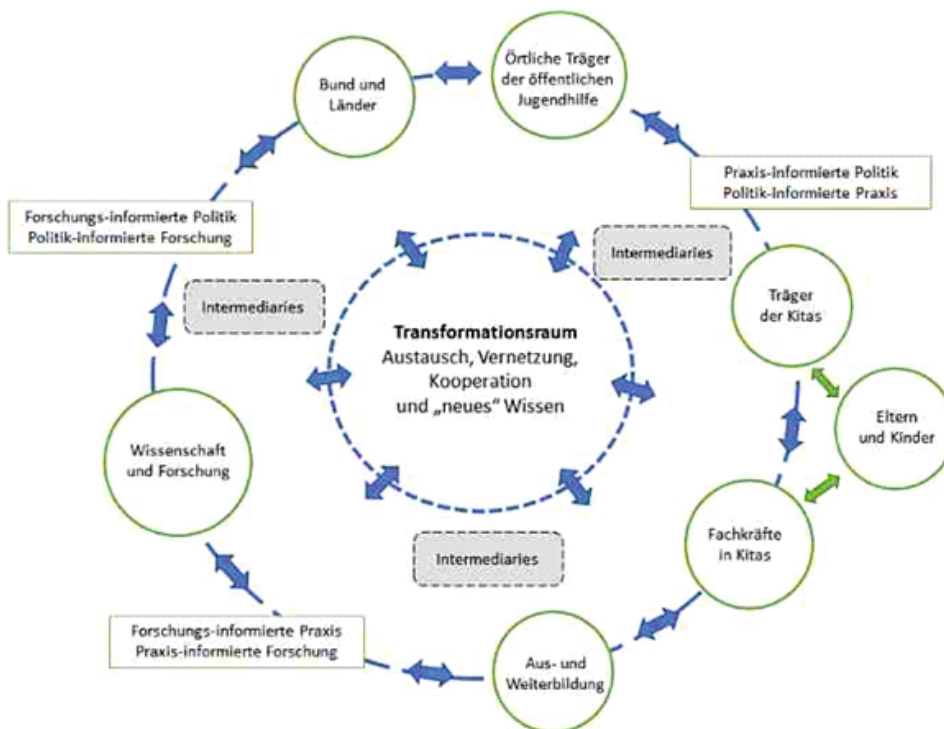 Bund und
Länder
Örtliche Träger
der öffentlichen
Jugendhilfe
Praxis-informierte Politik
Politik-informierte Praxis
Forschungs-informierte Politik
Politik-informierte Forschung
Intermediaries
Intermediaries
Träger
der Kitas
Transformationsraum
Austausch, Vernetzung,
Kooperation
und „neues“ Wissen
Eltern
und Kinder
Wissenschaft
und Forschung
Fachkräfte
in Kitas
Intermediaries
Forschungs-informierte Praxis
Praxis-informierte Forschung
Aus- und
Weiterbildung